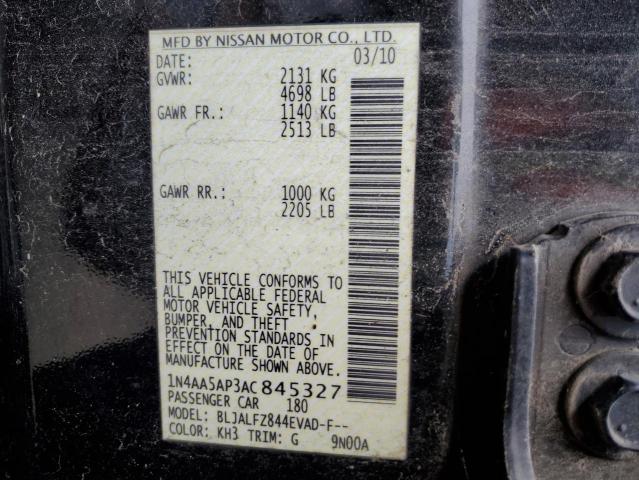 MFD BY NISSAN MOTOR CO., LTD.
DATE: 03/10
GVWR: 2131 KG
4698 LB
GAWR FR.: 1140 KG
2513 LB
GAWR RR.: 1000 KG
2205 LB
THIS VEHICLE CONFORMS TO
ALL APPLICABLE FEDERAL
MOTOR VEHICLE SAFETY,
BUMPER, AND THEFT
PREVENTION STANDARDS IN
EFFECT ON THE DATE OF
MANUFACTURE SHOWN ABOVE.
1N4AA5AP3AC845327
PASSENGER CAR 180
MODEL: BLJALFZ844EVAD-F--
COLOR: KH3 TRIM: G 9N00A